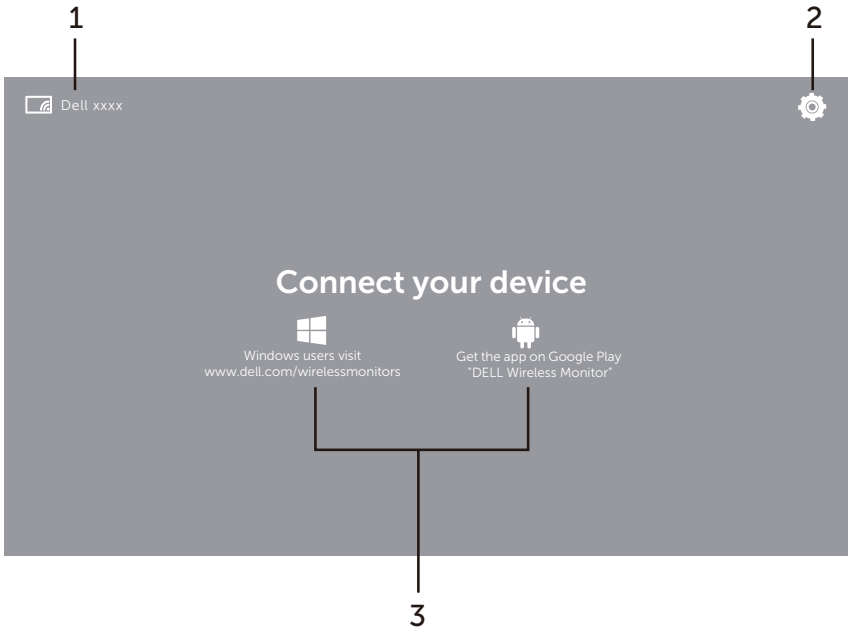 1
2
Dell xxxx
Connect your device
Windows users visit
www.dell.com/wirelessmonitors
Get the app on Google Play
"DELL Wireless Monitor"
3